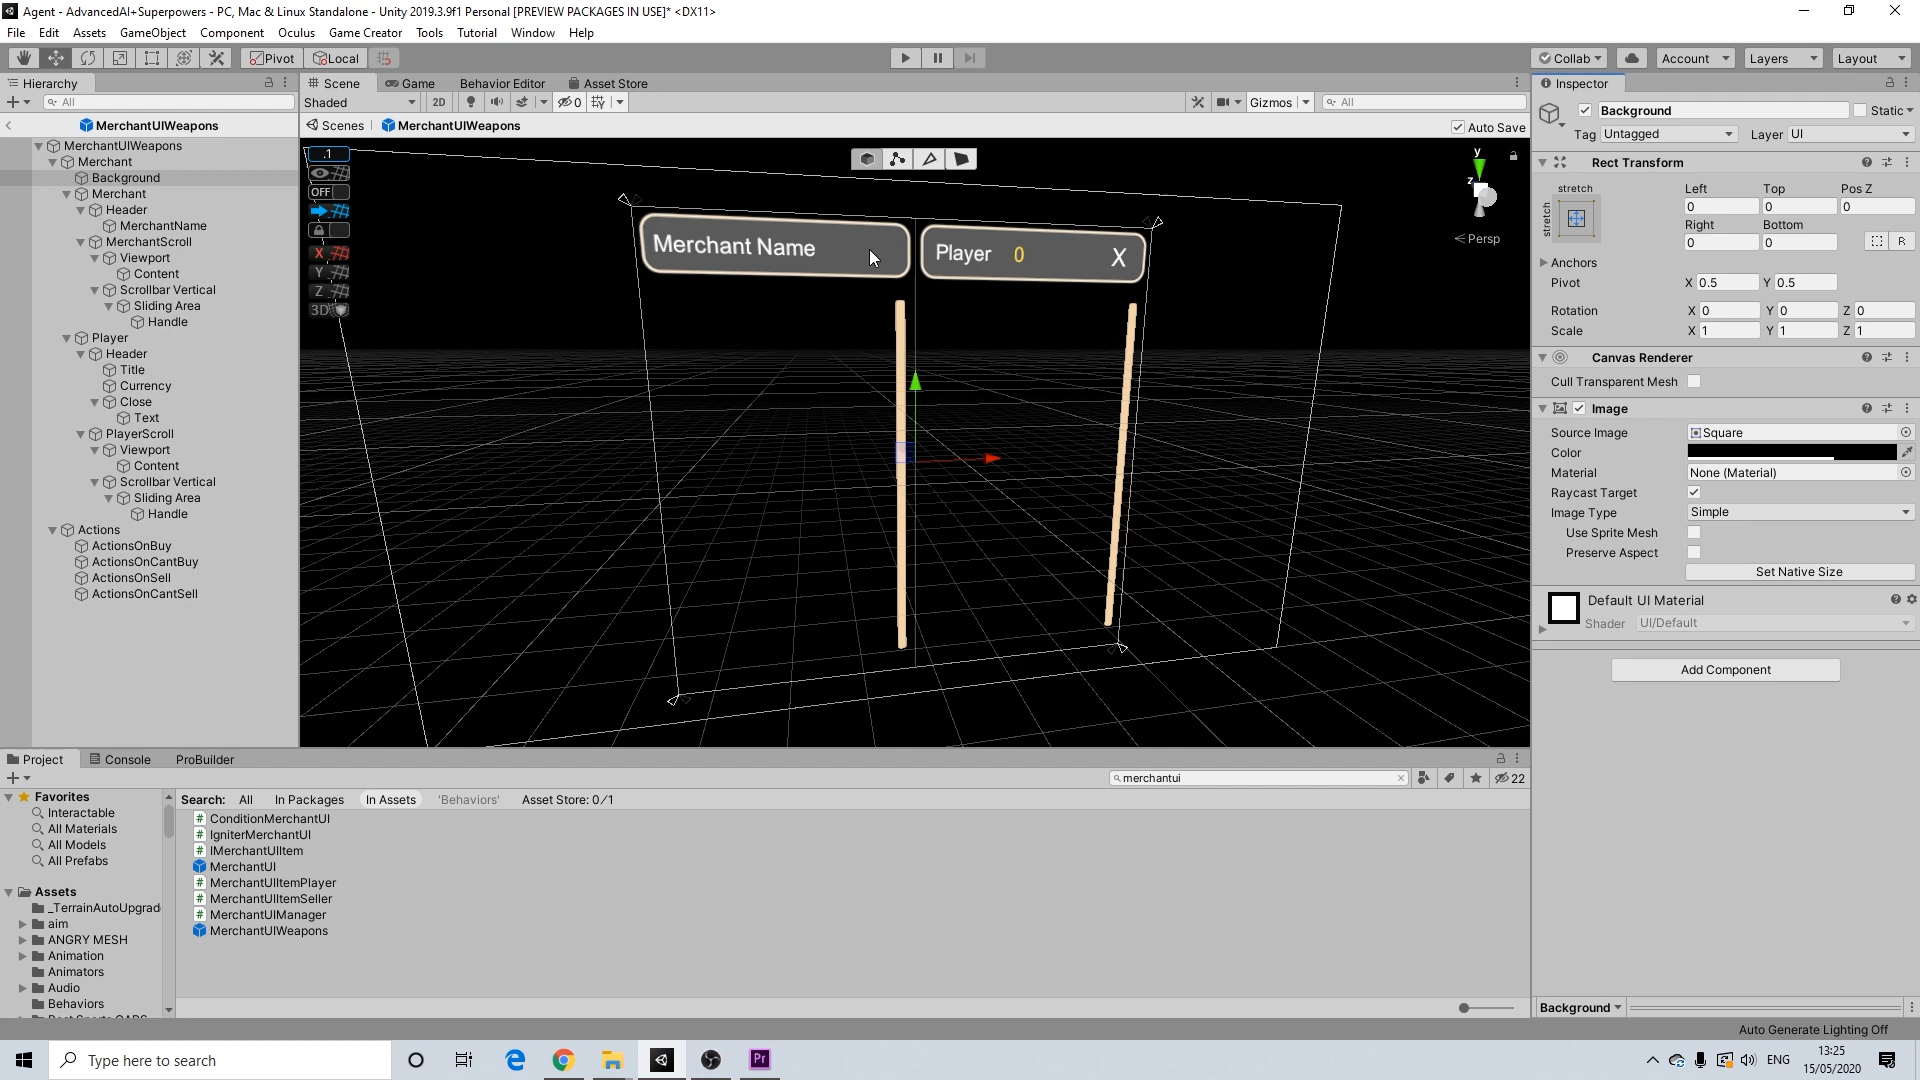 Agent - AdvancedAI+Superpowers - PC, Mac & Linux Standalone - Unity 2019.3.9f1 Personal [PREVIEW PACKAGES IN USE]* <DX11>
File Edit Assets GameObject Component Oculus Game Creator Tools Tutorial Window Help
Pivot Local Collab Account Layers Layout
Hierarchy Scene Game Behavior Editor Asset Store Inspector
All Shaded 2D 0 Gizmos All
MerchantUIWeapons Scenes MerchantUIWeapons Auto Save
Background Static
Tag Untagged Layer UI
MerchantUIWeapons
Merchant
Background
Merchant
Header
MerchantName
MerchantScroll
Viewport
Content
Scrollbar Vertical
Sliding Area
Handle
Player
Header
Title
Currency
Close
Text
PlayerScroll
Viewport
Content
Scrollbar Vertical
Sliding Area
Handle
Actions
ActionsOnBuy
ActionsOnCantBuy
ActionsOnSell
ActionsOnCantSell
.1
OFF
X
Y
Z
3D
Merchant Name
Player 0 X
y
z
Persp
Rect Transform
stretch Left Top Pos Z
stretch 0 0 0
Right Bottom
0 0 R
Anchors
Pivot X 0.5 Y 0.5
Rotation X 0 Y 0 Z 0
Scale X 1 Y 1 Z 1
Canvas Renderer
Cull Transparent Mesh
Image
Source Image Square
Color
Material None (Material)
Raycast Target
Image Type Simple
Use Sprite Mesh
Preserve Aspect
Set Native Size
Default UI Material
Shader UI/Default
Add Component
Project Console ProBuilder
merchantui 22
Favorites
Interactable
All Materials
All Models
All Prefabs
Assets
_TerrainAutoUpgrad
aim
ANGRY MESH
Animation
Animators
Audio
Behaviors
Search: All In Packages In Assets 'Behaviors' Asset Store: 0/1
ConditionMerchantUI
IgniterMerchantUI
IMerchantUIItem
MerchantUI
MerchantUIItemPlayer
MerchantUIItemSeller
MerchantUIManager
MerchantUIWeapons
Background
Auto Generate Lighting Off
Type here to search
Pr
ENG
13:25
15/05/2020